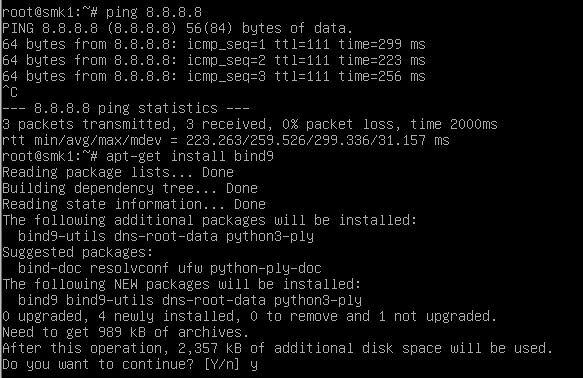 root@smk1:~# ping 8.8.8.8
PING 8.8.8.8 (8.8.8.8) 56(84) bytes of data.
64 bytes from 8.8.8.8: icmp_seq=1 ttl=111 time=299 ms
64 bytes from 8.8.8.8: icmp_seq=2 ttl=111 time=223 ms
64 bytes from 8.8.8.8: icmp_seq=3 ttl=111 time=256 ms
^C
--- 8.8.8.8 ping statistics ---
3 packets transmitted, 3 received, 0% packet loss, time 2000ms
rtt min/avg/max/mdev = 223.263/259.526/299.336/31.157 ms
root@smk1:~# apt-get install bind9
Reading package lists... Done
Building dependency tree... Done
Reading state information... Done
The following additional packages will be installed:
  bind9-utils dns-root-data python3-ply
Suggested packages:
  bind-doc resolvconf ufw python-ply-doc
The following NEW packages will be installed:
  bind9 bind9-utils dns-root-data python3-ply
0 upgraded, 4 newly installed, 0 to remove and 1 not upgraded.
Need to get 989 kB of archives.
After this operation, 2,357 kB of additional disk space will be used.
Do you want to continue? [Y/n] y